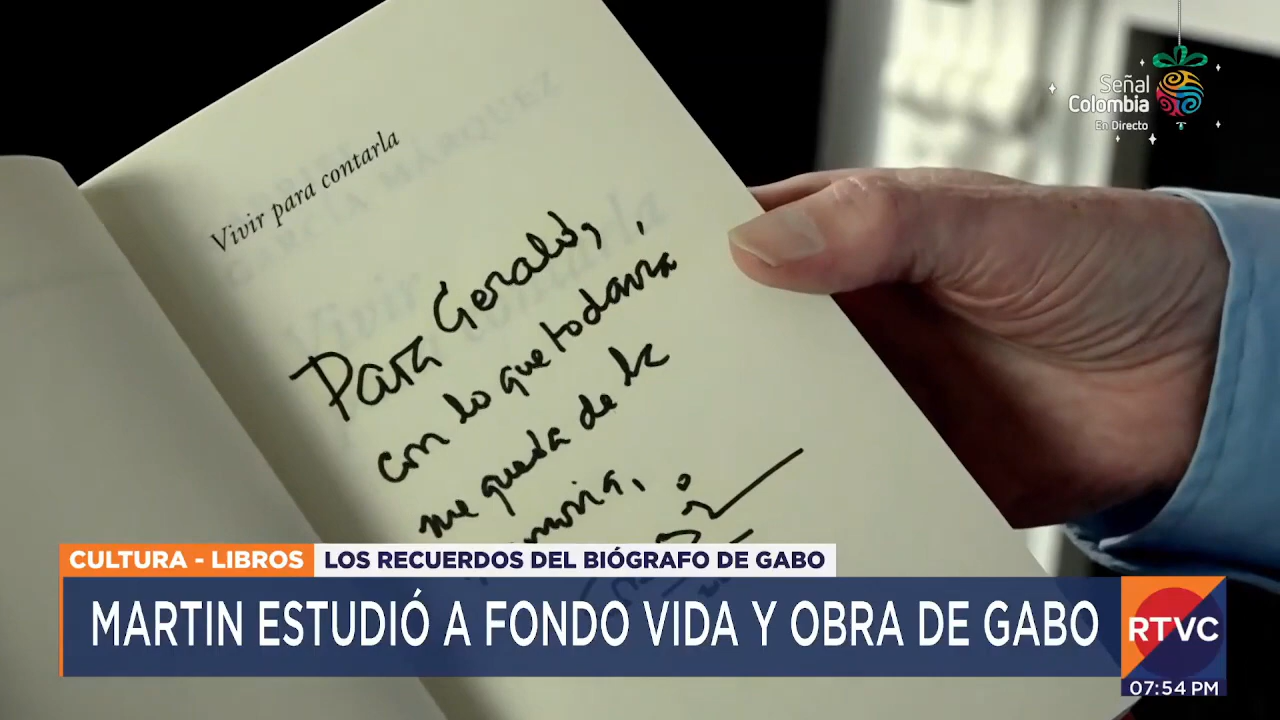 Señal
Colombia
En Directo
Vivir para contarla
Para Gerald,
con lo que todavía
me queda de la
memoria,
CULTURA - LIBROS
LOS RECUERDOS DEL BIÓGRAFO DE GABO
MARTIN ESTUDIÓ A FONDO VIDA Y OBRA DE GABO
RTVC
07:54 PM